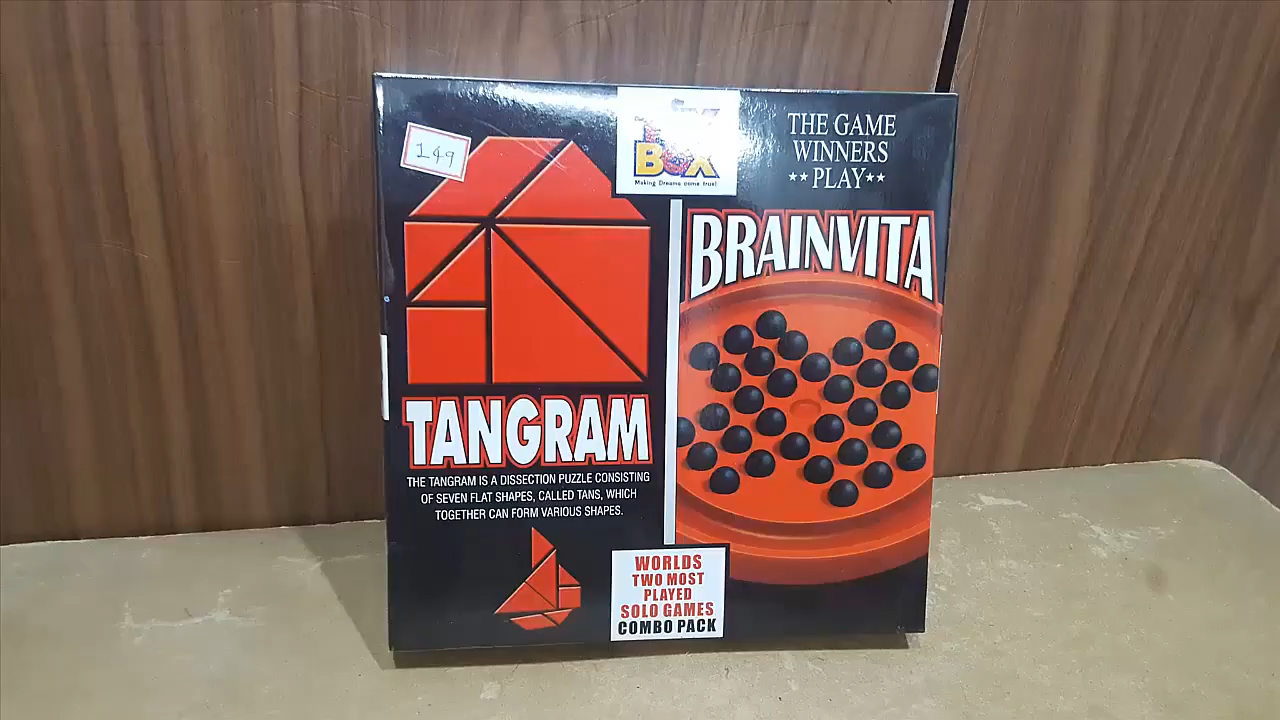 149
BOX
Making Dreams come true!
THE GAME
WINNERS
**PLAY**
BRAINVITA
TANGRAM
THE TANGRAM IS A DISSECTION PUZZLE CONSISTING
OF SEVEN FLAT SHAPES, CALLED TANS, WHICH
TOGETHER CAN FORM VARIOUS SHAPES.
WORLDS
TWO MOST
PLAYED
SOLO GAMES
COMBO PACK